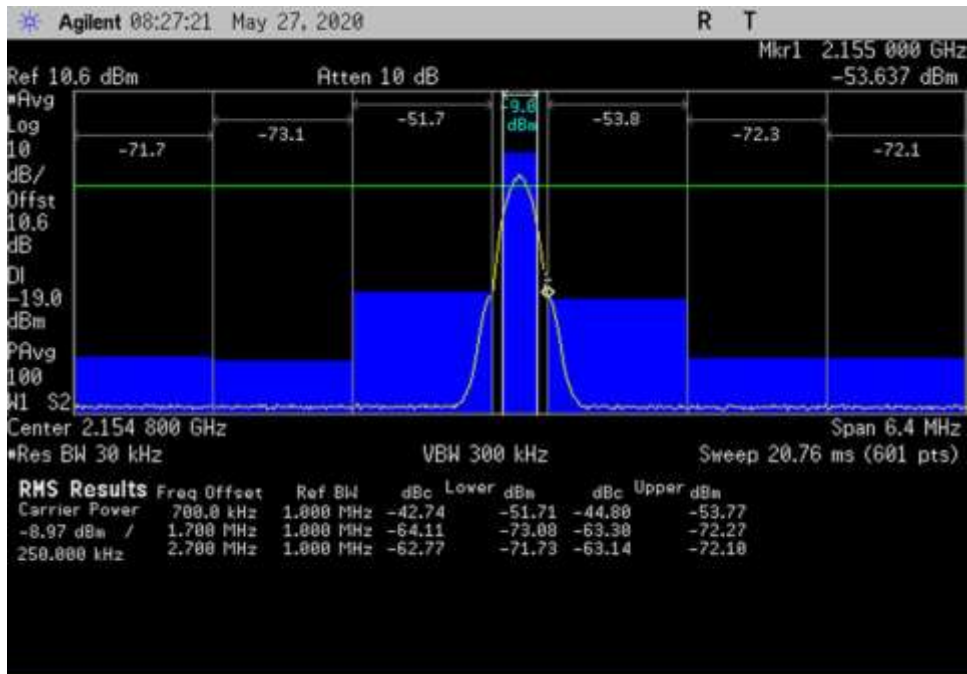 Agilent 08:27:21 May 27, 2020 R T
Mkr1 2.155 000 GHz
Ref 10.6 dBm Atten 10 dB -53.637 dBm
#Avg
Log
10
dB/
Offst
10.6
dB
DI
-19.0
dBm
PAvg
100
W1 S2
-71.7 -73.1 -51.7 -9.0 dBm -53.8 -72.3 -72.1
1
Center 2.154 800 GHz Span 6.4 MHz
#Res BW 30 kHz VBW 300 kHz Sweep 20.76 ms (601 pts)
RMS Results Freq Offset Ref BW dBc Lower dBm dBc Upper dBm
Carrier Power 700.0 kHz 1.000 MHz -42.74 -51.71 -44.80 -53.77
-8.97 dBm / 1.700 MHz 1.000 MHz -64.11 -73.08 -63.30 -72.27
250.000 kHz 2.700 MHz 1.000 MHz -62.77 -71.73 -63.14 -72.10